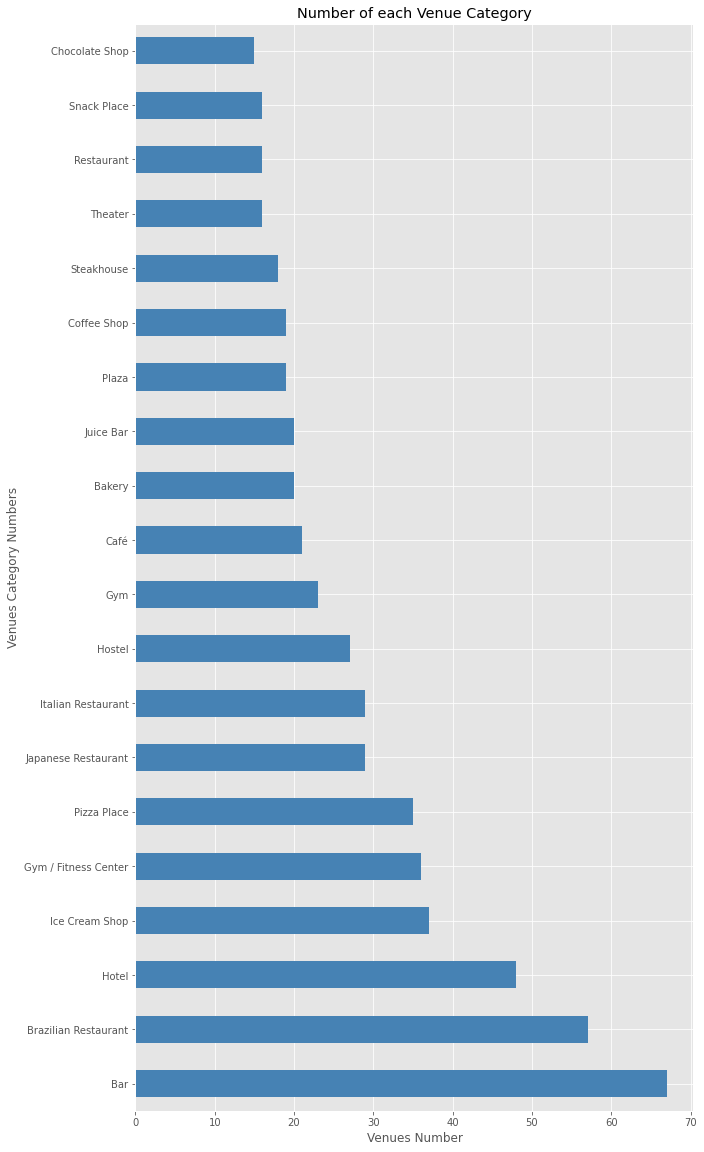 Number of each Venue Category
Chocolate Shop
Snack Place
Restaurant
Theater
Steakhouse
Coffee Shop
Plaza
Juice Bar
Bakery
Café
Gym
Hostel
Italian Restaurant
Japanese Restaurant
Pizza Place
Gym / Fitness Center
Ice Cream Shop
Hotel
Brazilian Restaurant
Bar
Venues Category Numbers
0 10 20 30 40 50 60 70
Venues Number